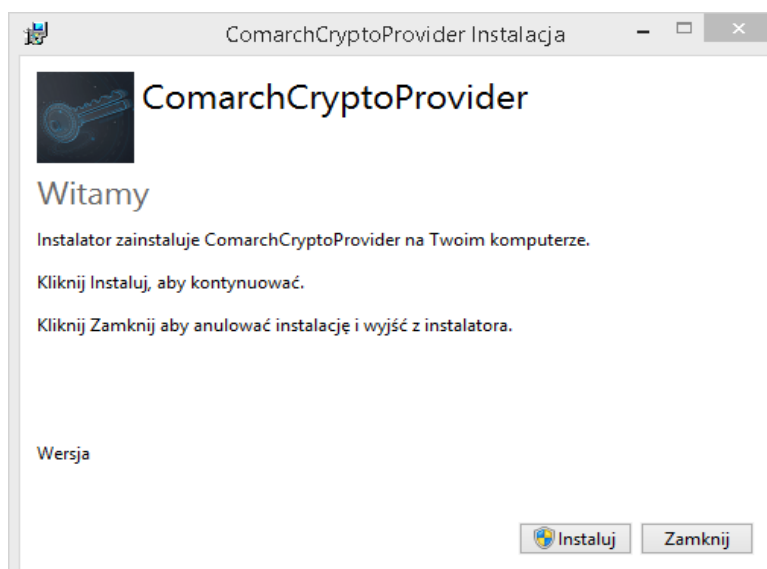 ComarchCryptoProvider Instalacja
ComarchCryptoProvider
Witamy
Instalator zainstaluje ComarchCryptoProvider na Twoim komputerze.
Kliknij Instaluj, aby kontynuować.
Kliknij Zamknij aby anulować instalację i wyjść z instalatora.
Wersja
Instaluj Zamknij